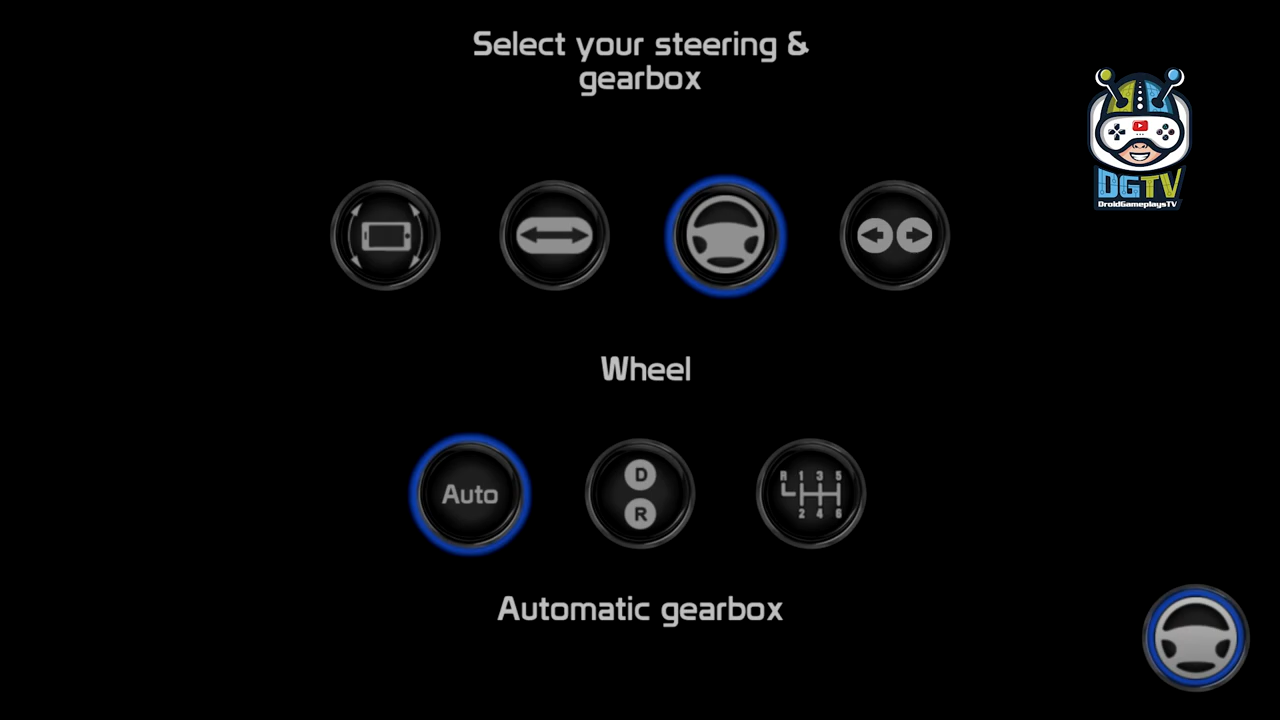 Select your steering &
gearbox
DGTV
DroidGameplaysTV
Wheel
Auto
D
R
R 1 3 5
2 4 6
Automatic gearbox